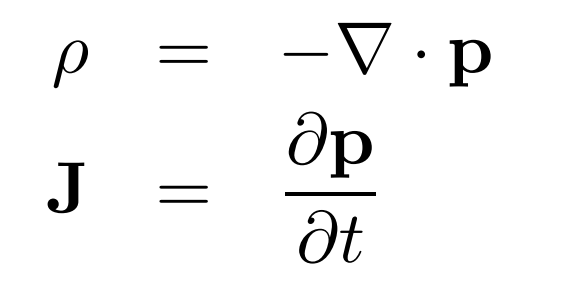 ρ = −∇ · 𝐩
𝐉 = ∂𝐩/∂t